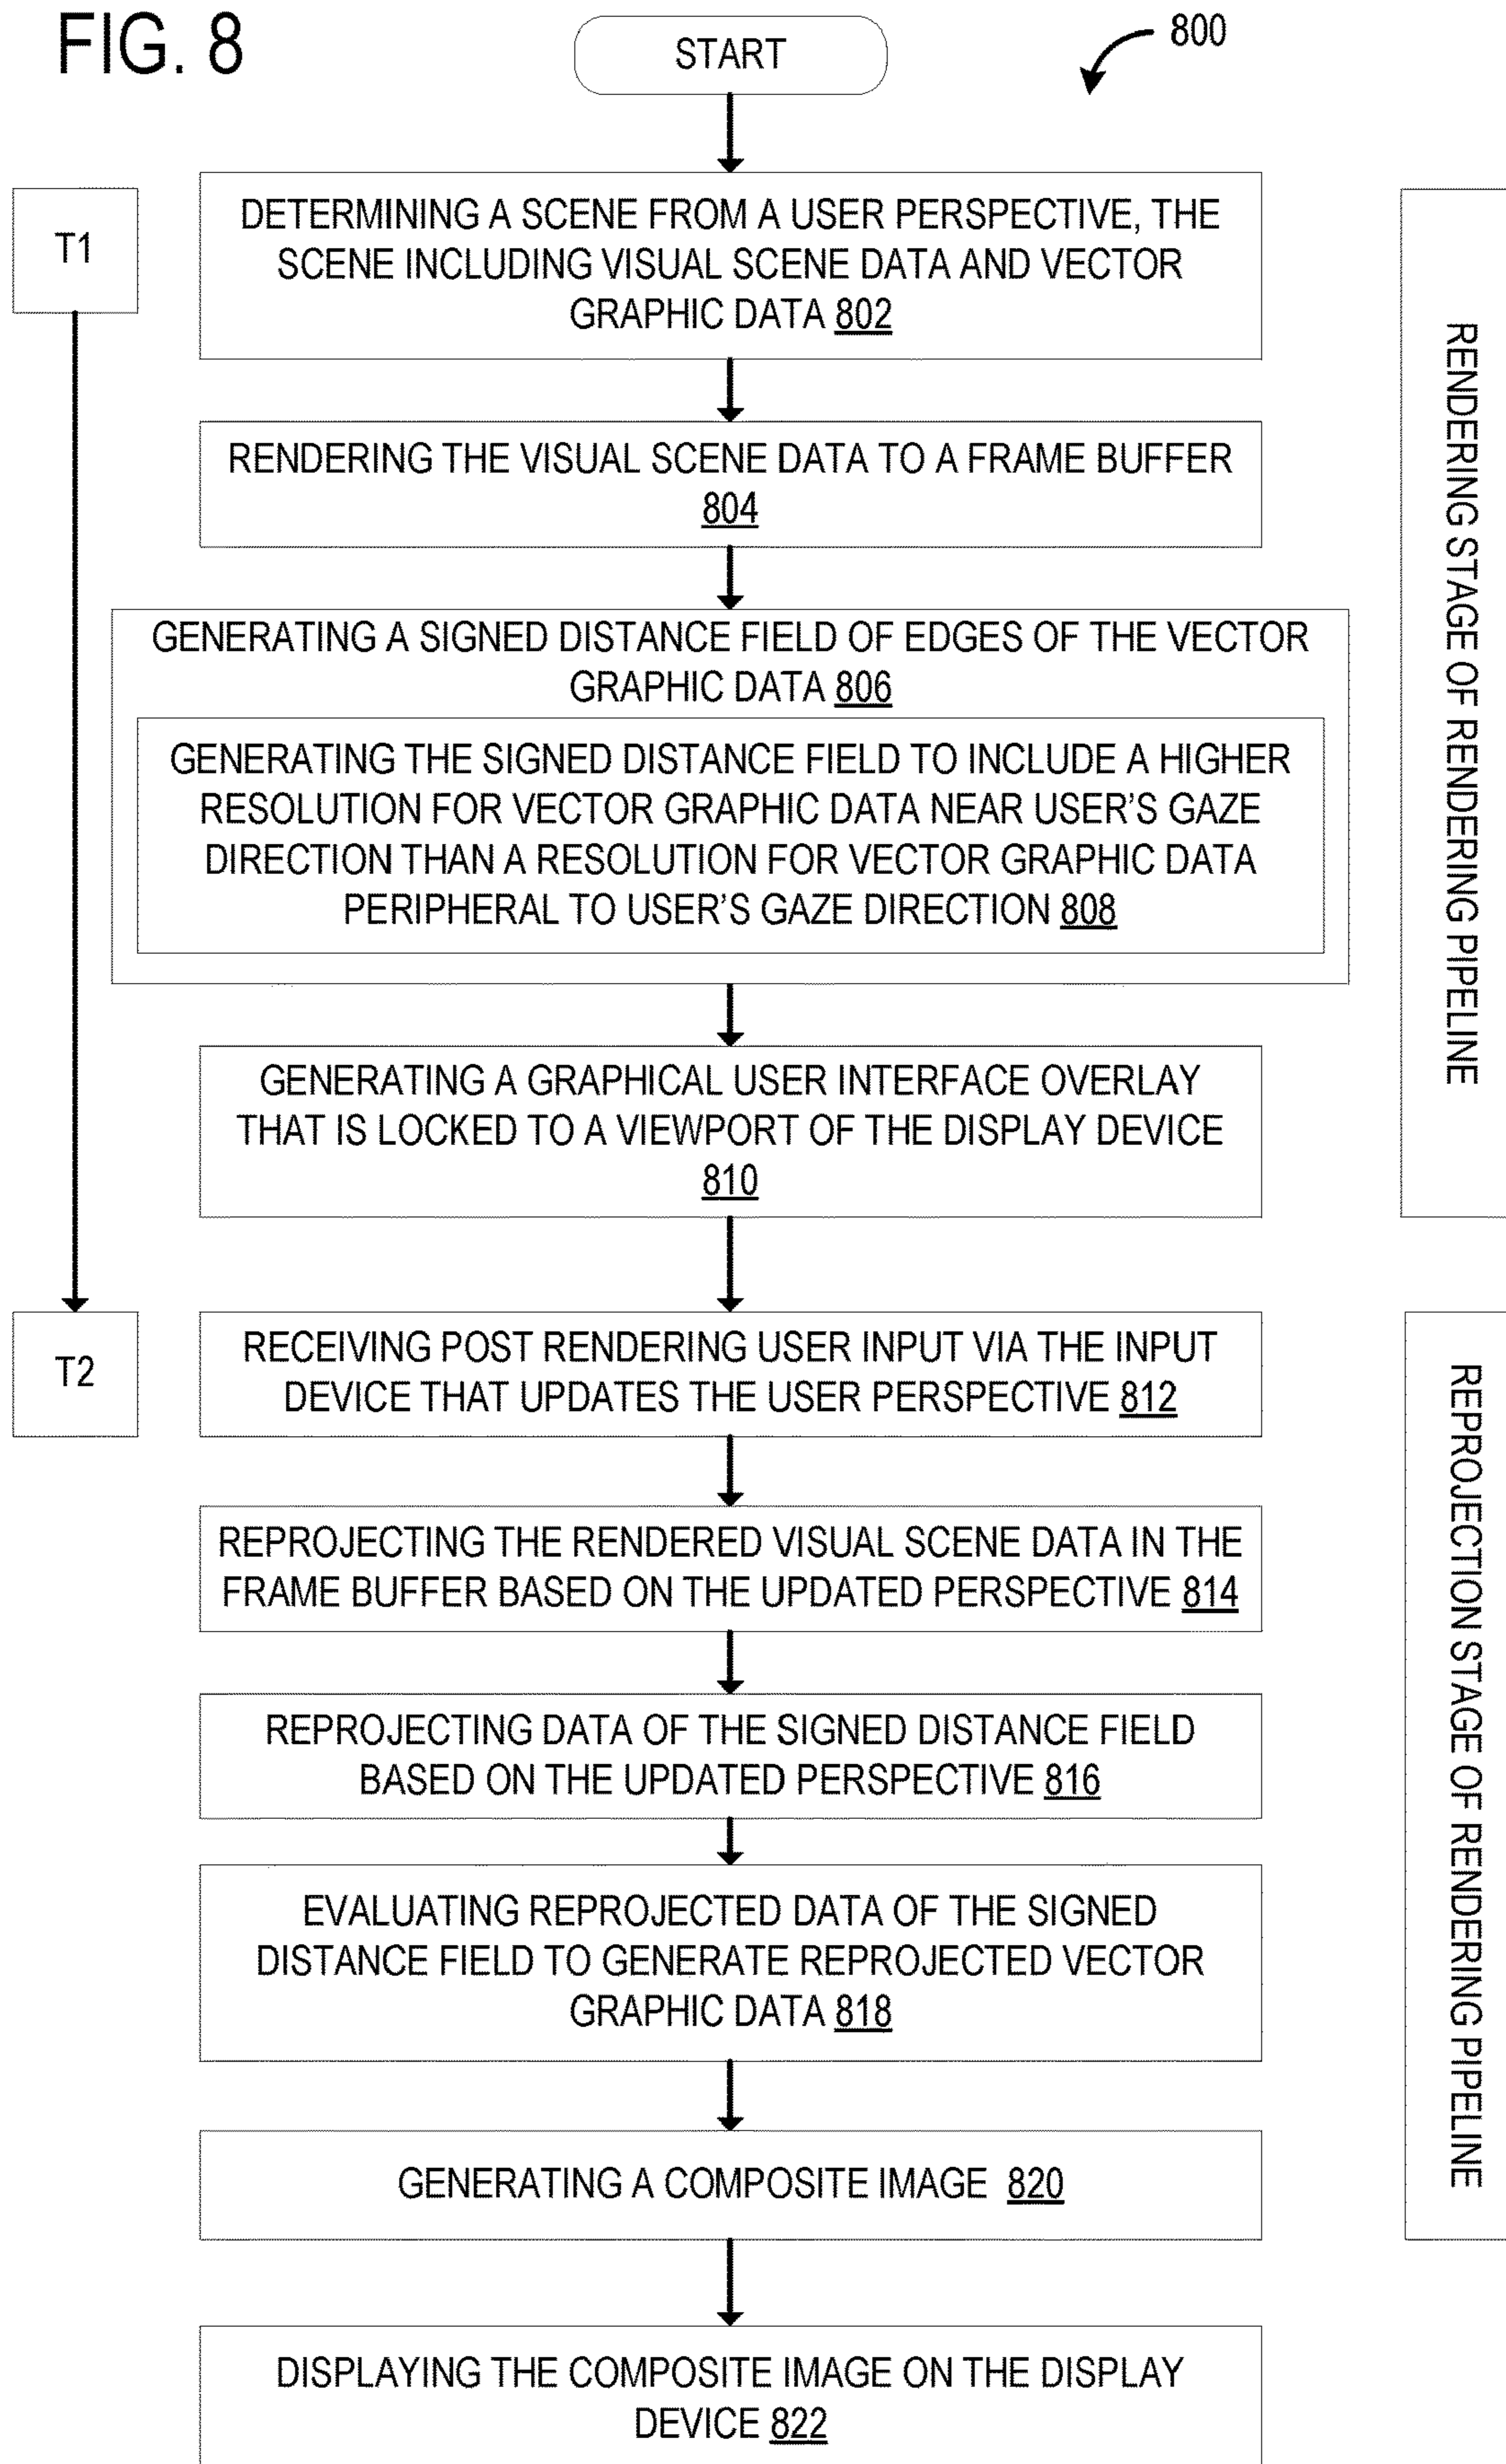 FIG. 8
START
800
T1
DETERMINING A SCENE FROM A USER PERSPECTIVE, THE
SCENE INCLUDING VISUAL SCENE DATA AND VECTOR
GRAPHIC DATA 802
RENDERING THE VISUAL SCENE DATA TO A FRAME BUFFER
804
GENERATING A SIGNED DISTANCE FIELD OF EDGES OF THE VECTOR
GRAPHIC DATA 806
GENERATING THE SIGNED DISTANCE FIELD TO INCLUDE A HIGHER
RESOLUTION FOR VECTOR GRAPHIC DATA NEAR USER'S GAZE
DIRECTION THAN A RESOLUTION FOR VECTOR GRAPHIC DATA
PERIPHERAL TO USER'S GAZE DIRECTION 808
GENERATING A GRAPHICAL USER INTERFACE OVERLAY
THAT IS LOCKED TO A VIEWPORT OF THE DISPLAY DEVICE
810
RENDERING STAGE OF RENDERING PIPELINE
T2
RECEIVING POST RENDERING USER INPUT VIA THE INPUT
DEVICE THAT UPDATES THE USER PERSPECTIVE 812
REPROJECTING THE RENDERED VISUAL SCENE DATA IN THE
FRAME BUFFER BASED ON THE UPDATED PERSPECTIVE 814
REPROJECTING DATA OF THE SIGNED DISTANCE FIELD
BASED ON THE UPDATED PERSPECTIVE 816
EVALUATING REPROJECTED DATA OF THE SIGNED
DISTANCE FIELD TO GENERATE REPROJECTED VECTOR
GRAPHIC DATA 818
GENERATING A COMPOSITE IMAGE 820
REPROJECTION STAGE OF RENDERING PIPELINE
DISPLAYING THE COMPOSITE IMAGE ON THE DISPLAY
DEVICE 822